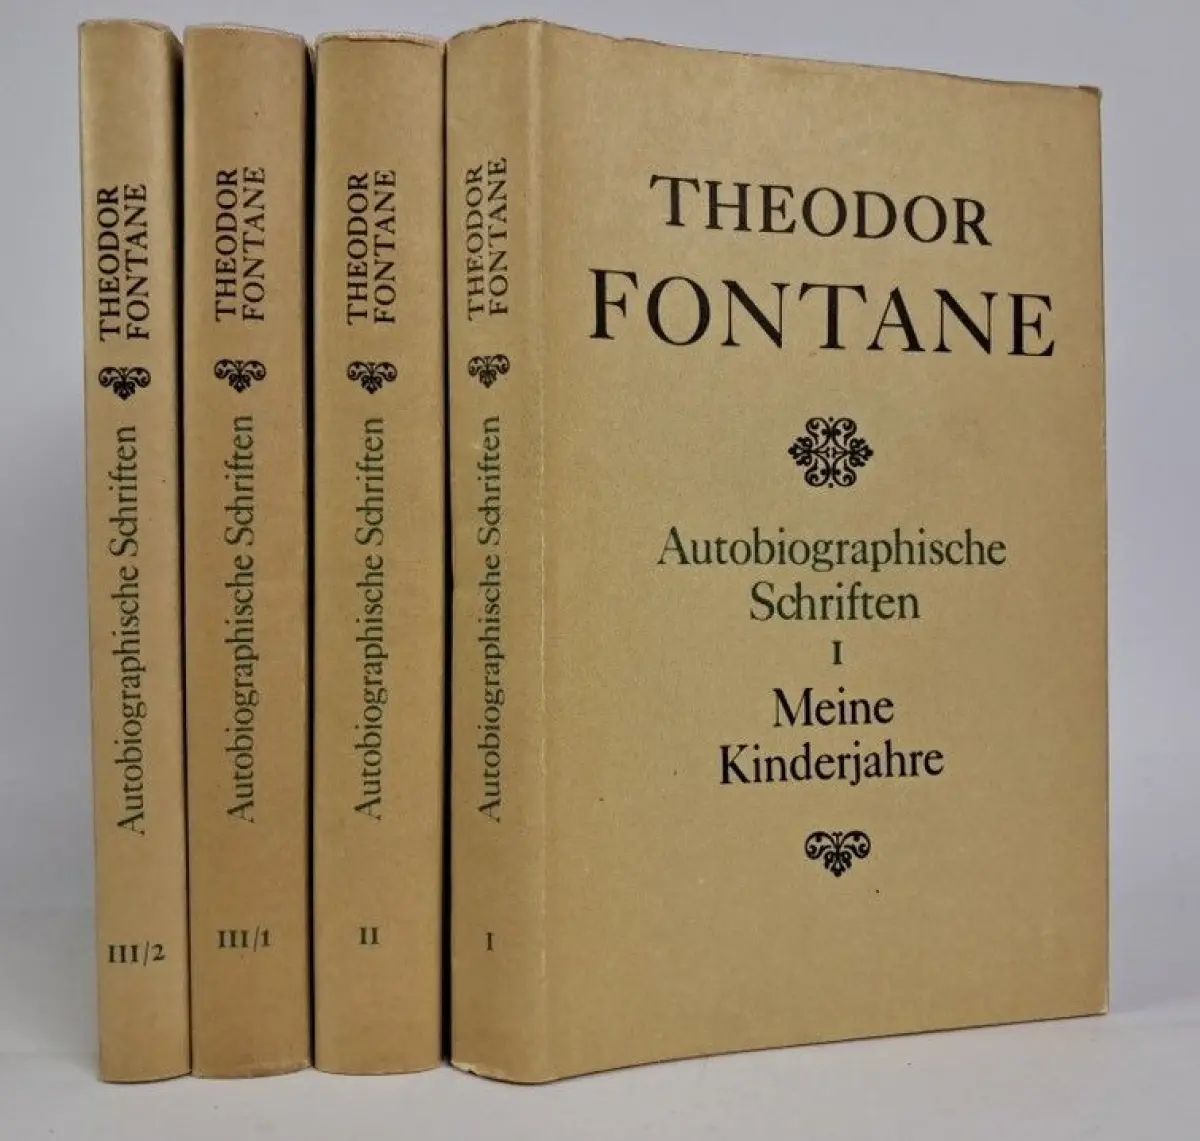 THEODOR
FONTANE
Autobiographische Schriften
III/2
THEODOR
FONTANE
Autobiographische Schriften
III/1
THEODOR
FONTANE
Autobiographische Schriften
II
THEODOR
FONTANE
Autobiographische Schriften
I
THEODOR
FONTANE
Autobiographische
Schriften
I
Meine
Kinderjahre